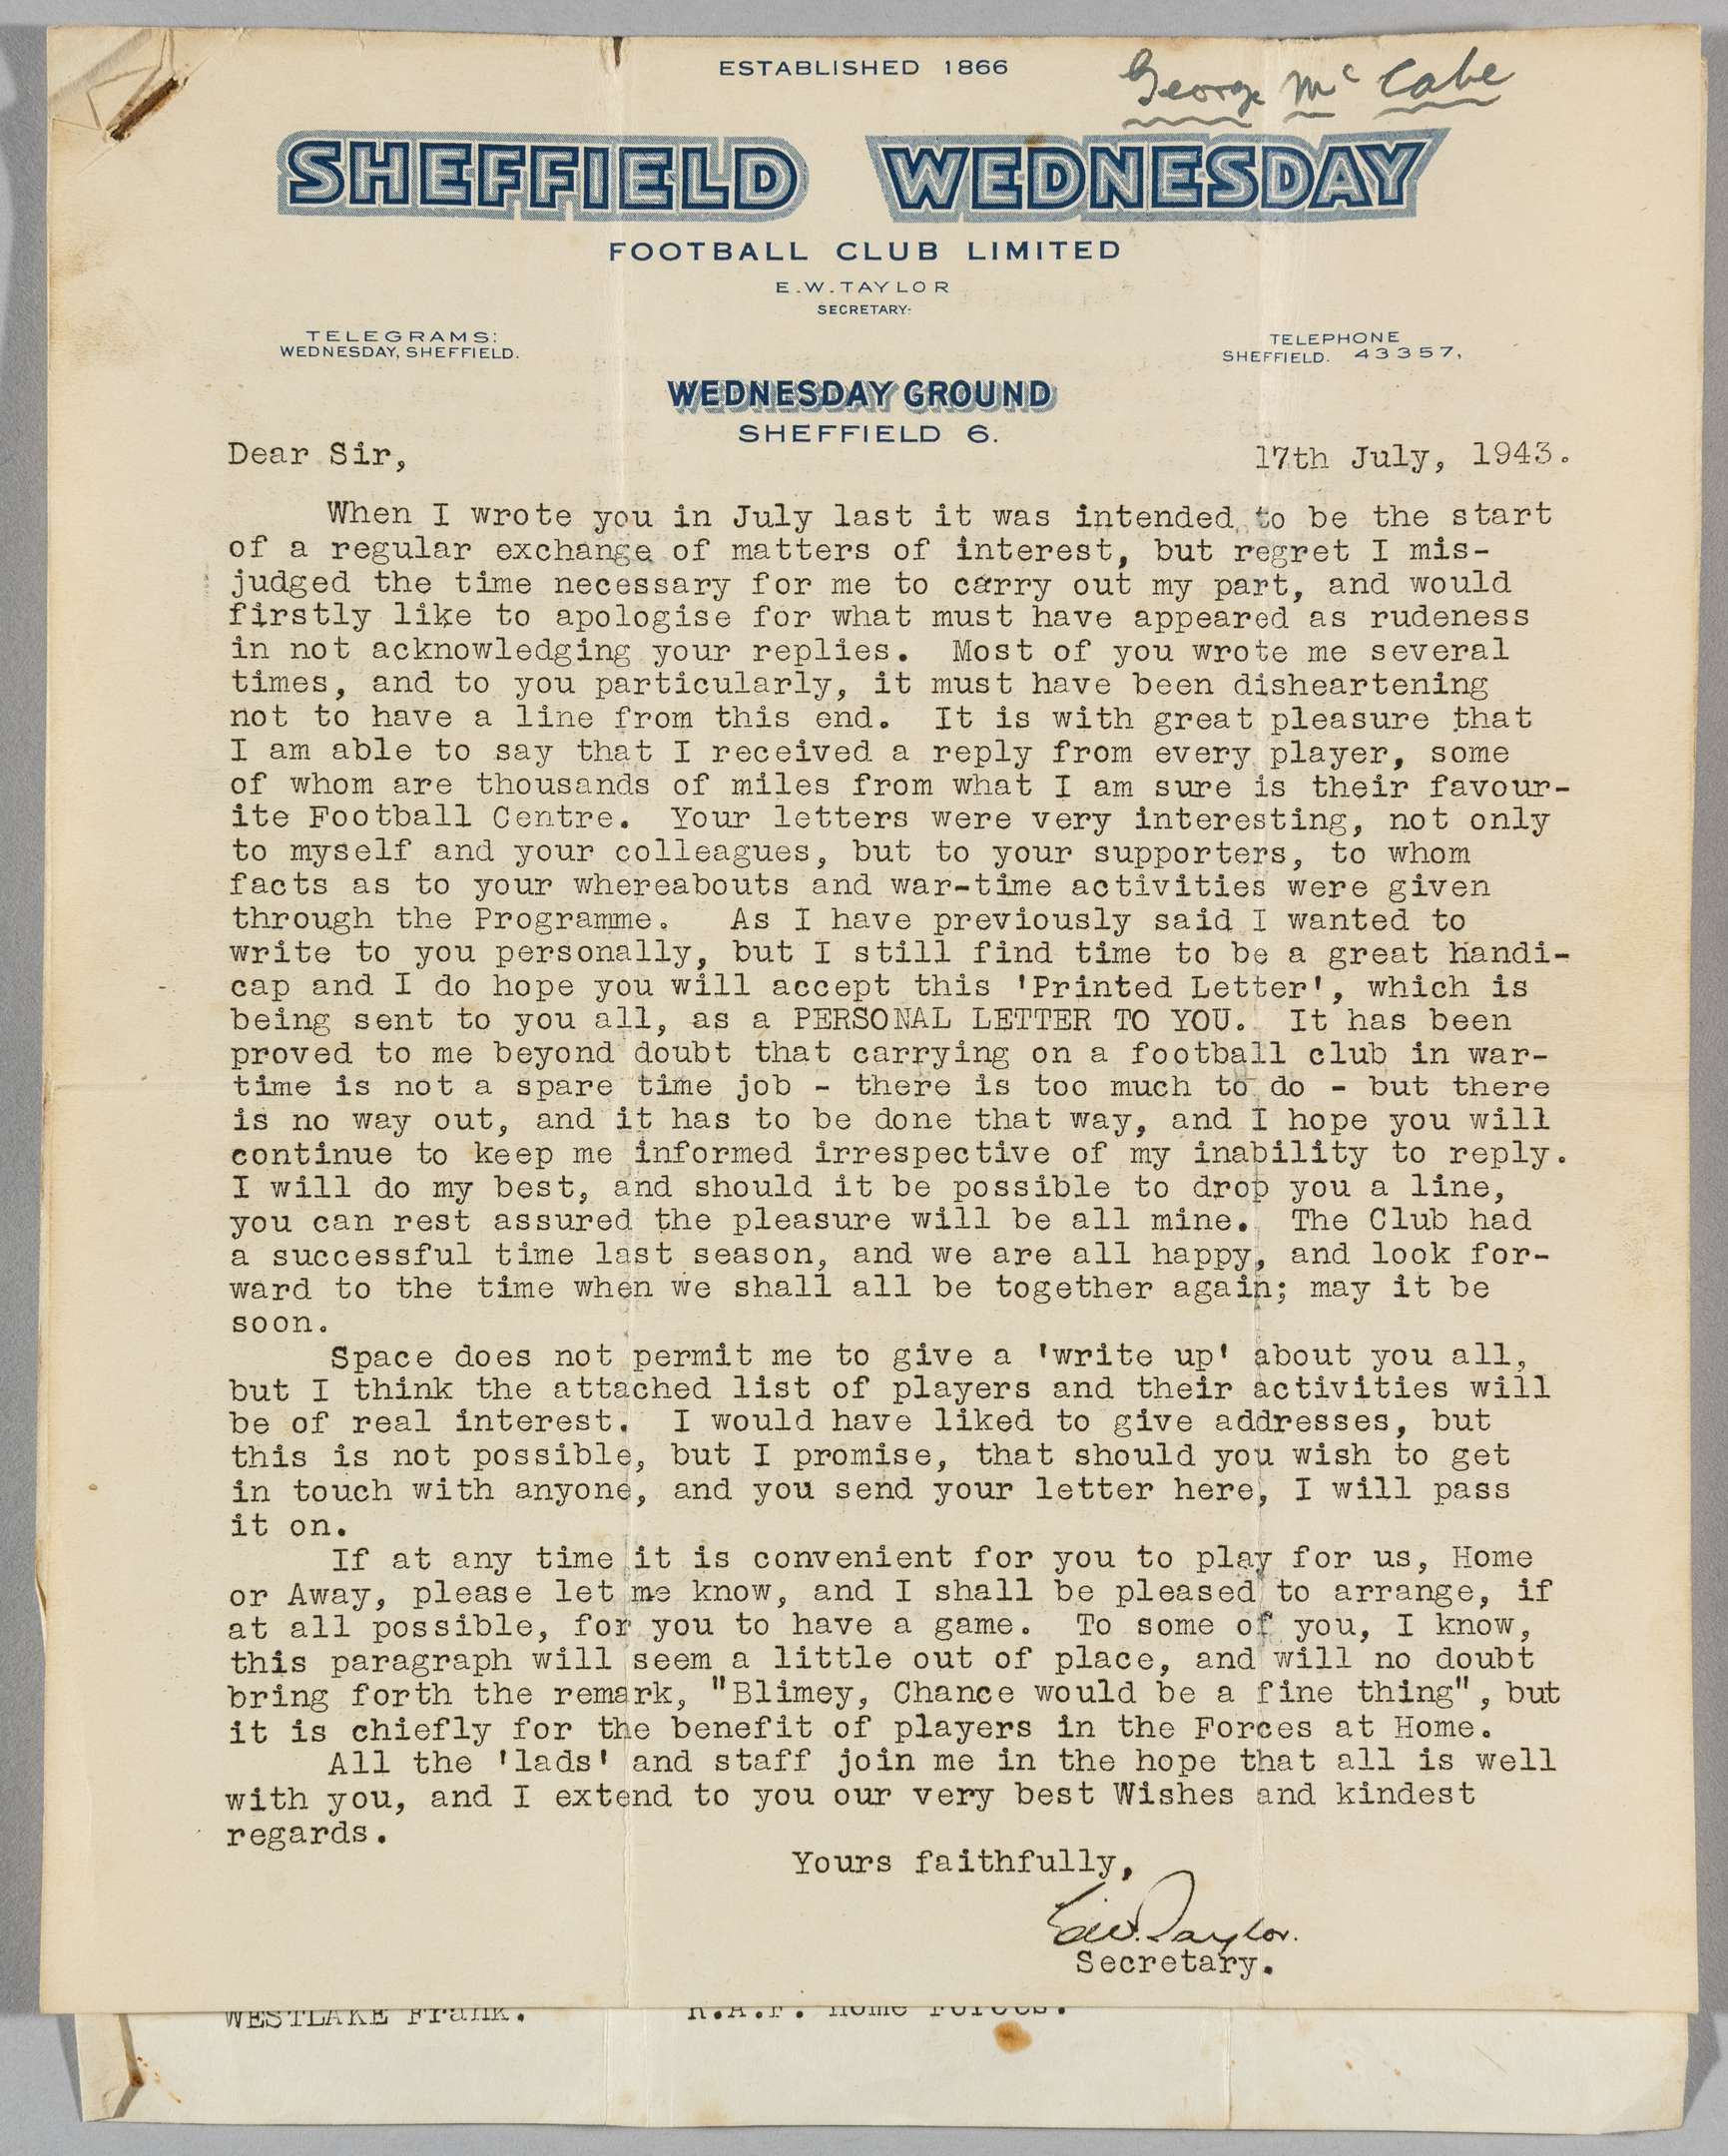 ESTABLISHED 1866
George Mc Cabe
SHEFFIELD WEDNESDAY
FOOTBALL CLUB LIMITED
E.W.TAYLOR
SECRETARY.
TELEGRAMS:
WEDNESDAY, SHEFFIELD.
TELEPHONE
SHEFFIELD. 43357.
WEDNESDAY GROUND
SHEFFIELD 6.
Dear Sir, 17th July, 1943.
When I wrote you in July last it was intended to be the start
of a regular exchange of matters of interest, but regret I mis-
judged the time necessary for me to carry out my part, and would
firstly like to apologise for what must have appeared as rudeness
in not acknowledging your replies. Most of you wrote me several
times, and to you particularly, it must have been disheartening
not to have a line from this end. It is with great pleasure that
I am able to say that I received a reply from every player, some
of whom are thousands of miles from what I am sure is their favour-
ite Football Centre. Your letters were very interesting, not only
to myself and your colleagues, but to your supporters, to whom
facts as to your whereabouts and war-time activities were given
through the Programme. As I have previously said I wanted to
write to you personally, but I still find time to be a great handi-
cap and I do hope you will accept this 'Printed Letter', which is
being sent to you all, as a PERSONAL LETTER TO YOU. It has been
proved to me beyond doubt that carrying on a football club in war-
time is not a spare time job - there is too much to do - but there
is no way out, and it has to be done that way, and I hope you will
continue to keep me informed irrespective of my inability to reply.
I will do my best, and should it be possible to drop you a line,
you can rest assured the pleasure will be all mine. The Club had
a successful time last season, and we are all happy, and look for-
ward to the time when we shall all be together again; may it be
soon.
Space does not permit me to give a 'write up' about you all,
but I think the attached list of players and their activities will
be of real interest. I would have liked to give addresses, but
this is not possible, but I promise, that should you wish to get
in touch with anyone, and you send your letter here, I will pass
it on.
If at any time it is convenient for you to play for us, Home
or Away, please let me know, and I shall be pleased to arrange, if
at all possible, for you to have a game. To some of you, I know,
this paragraph will seem a little out of place, and will no doubt
bring forth the remark, "Blimey, Chance would be a fine thing", but
it is chiefly for the benefit of players in the Forces at Home.
All the 'lads' and staff join me in the hope that all is well
with you, and I extend to you our very best Wishes and kindest
regards.
Yours faithfully,
E.W. Taylor.
Secretary.
WESTLAKE Frank. R.A.F. Home Forces.